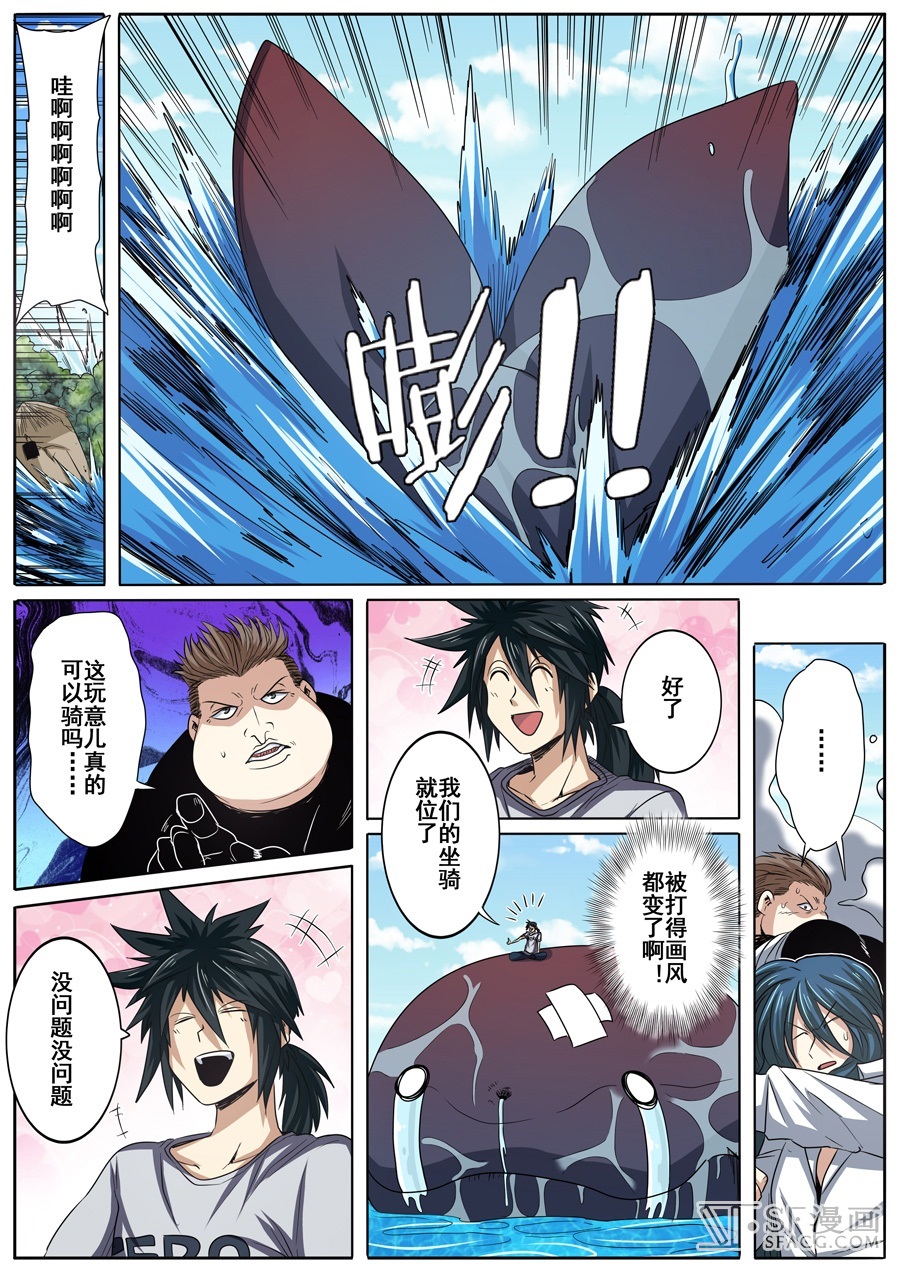 嘭!!
哇啊啊啊啊啊
……
好了
我们的坐骑
就位了
被打得画风
都变了啊!
这玩意儿真的
可以骑吗……
没问题没问题
HERO
SF漫画
SFACG.COM